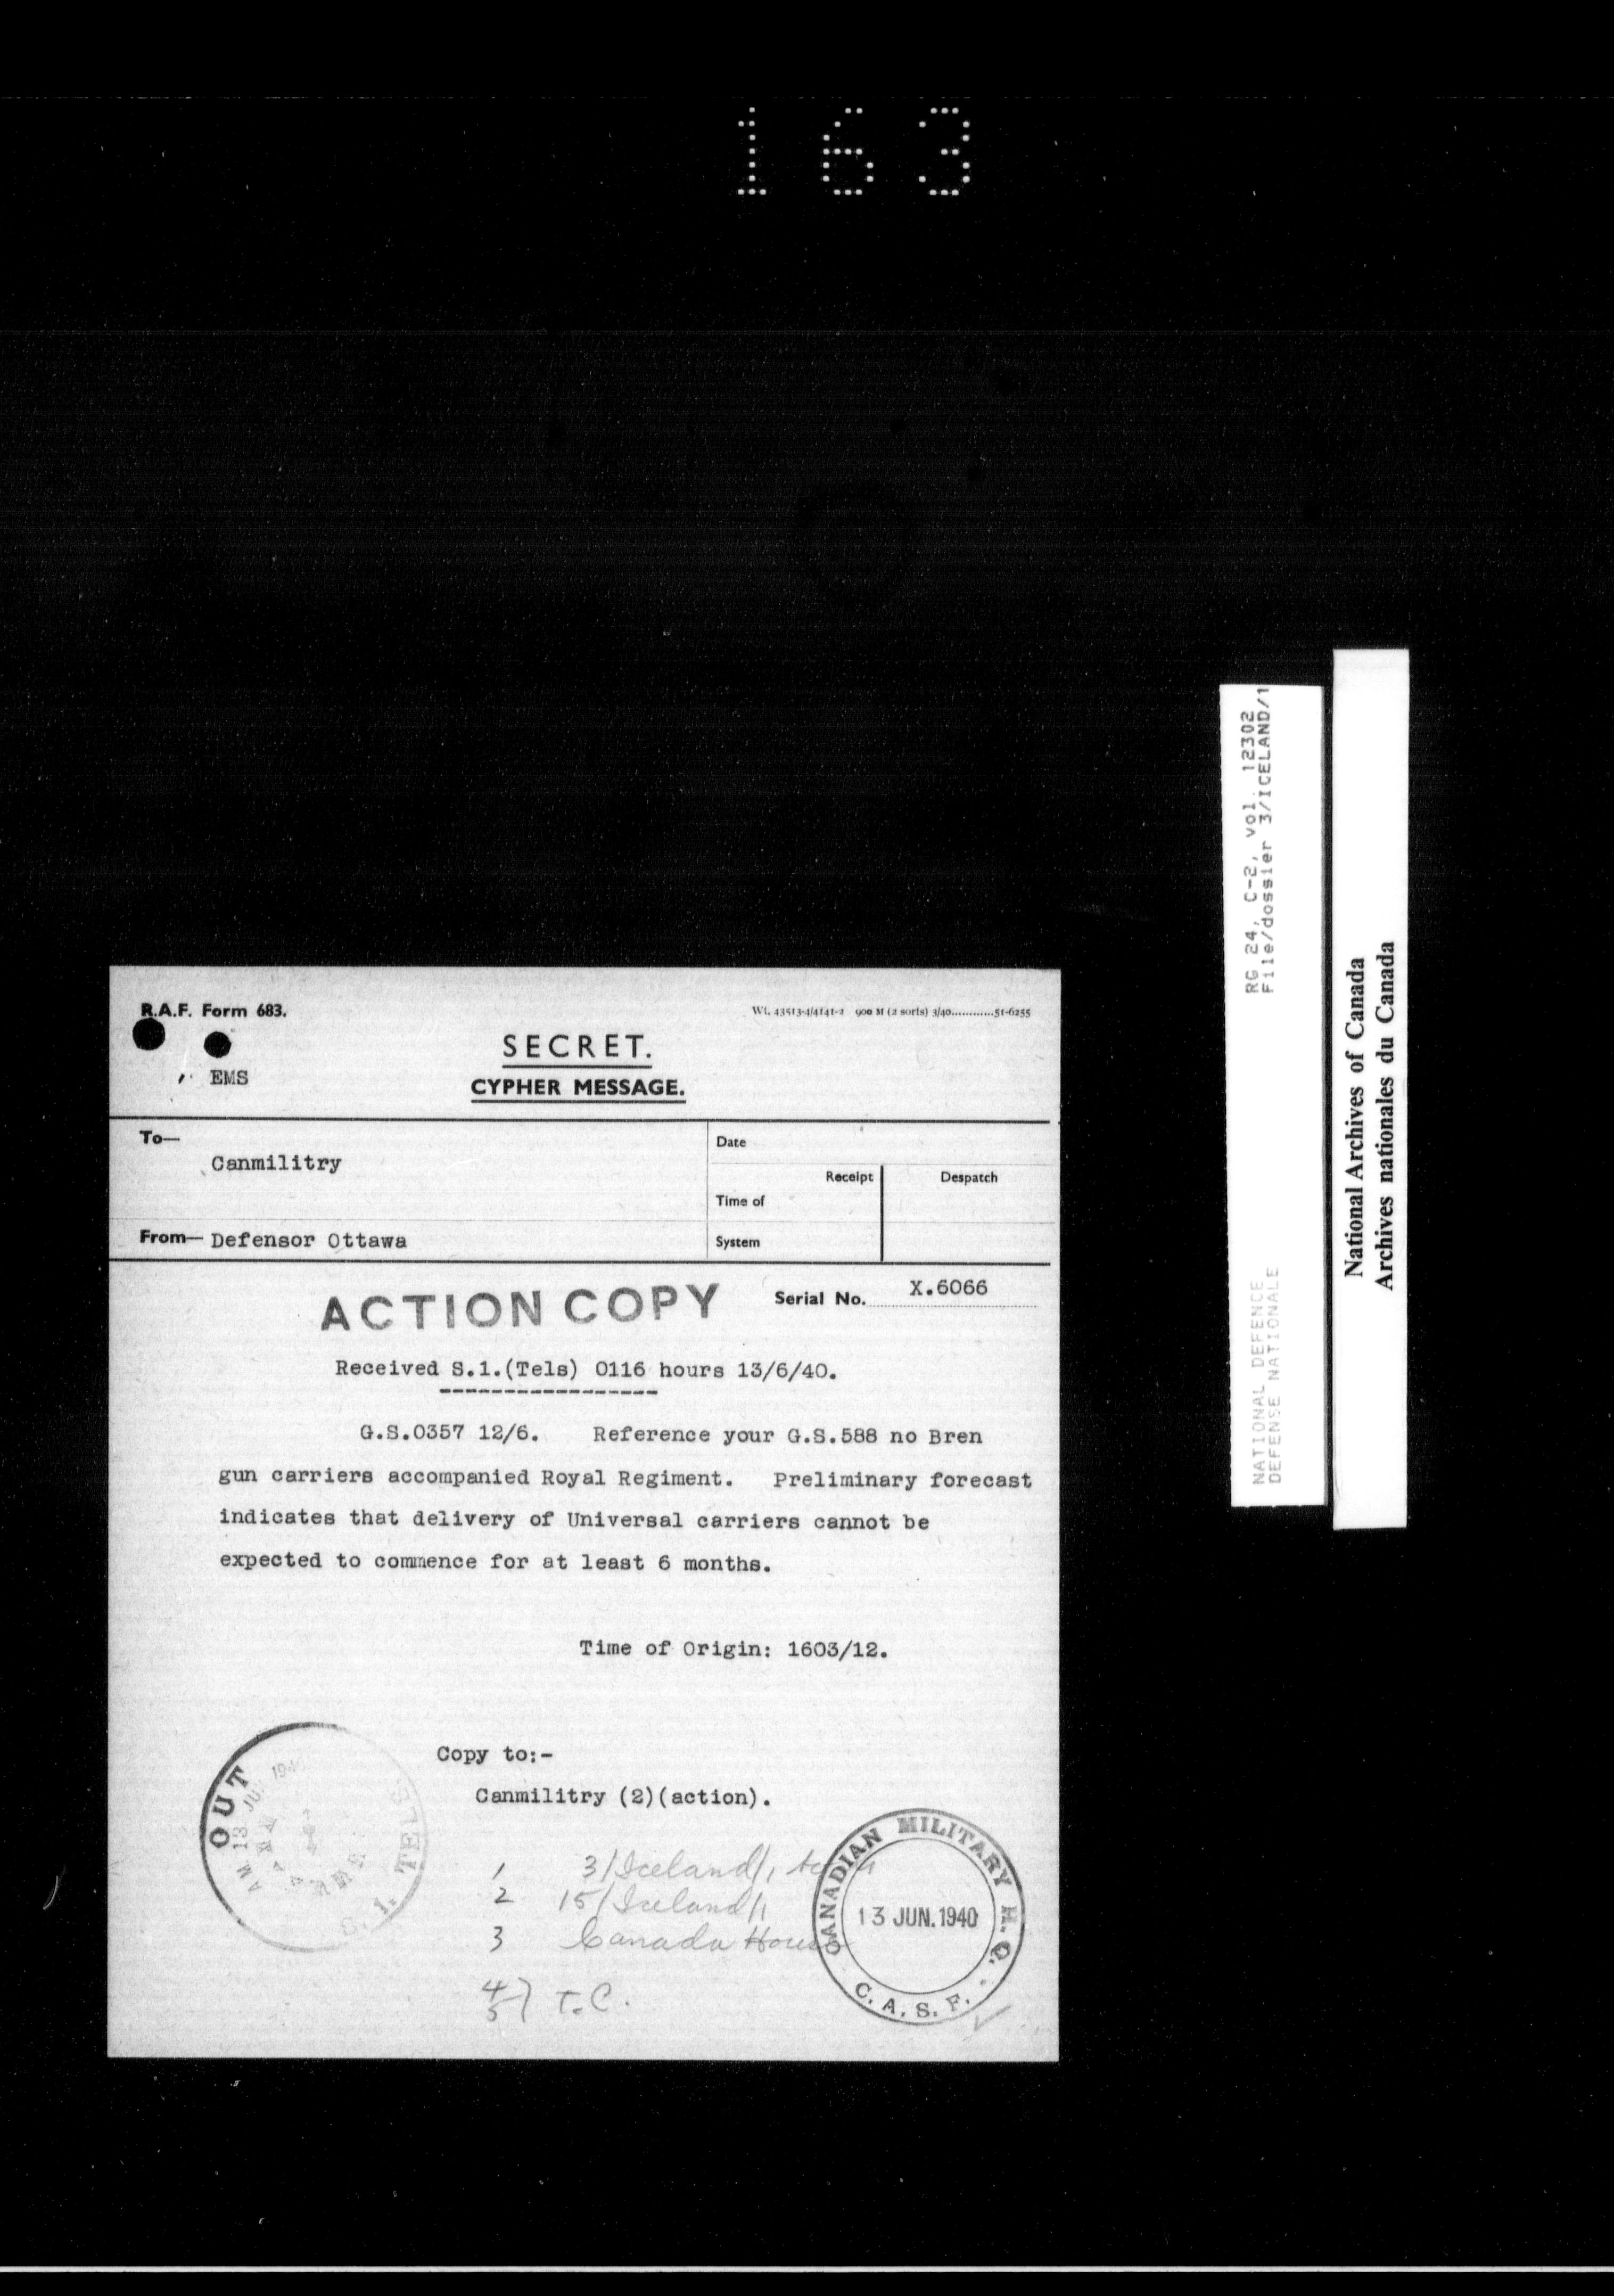 163
R.A.F. Form 683.
Wt. 43513-4/4141-2 900 M (2 sorts) 3/40............51-6255
SECRET.
EMS
CYPHER MESSAGE.
To—
Canmilitry
Date
Receipt
Despatch
Time of
From— Defensor Ottawa
System
ACTION COPY
Serial No. X.6066
Received S.1.(Tels) 0116 hours 13/6/40.
-----------------
G.S.0357 12/6. Reference your G.S.588 no Bren
gun carriers accompanied Royal Regiment. Preliminary forecast
indicates that delivery of Universal carriers cannot be
expected to commence for at least 6 months.
Time of Origin: 1603/12.
Copy to:-
Canmilitry (2)(action).
OUT
AM 13 JU 194
S. 1. TELS
1 3/Iceland/1
2 15/Iceland/1
3 Canada House
4/5) T.C.
CANADIAN MILITARY H.Q.
13 JUN. 1940
C. A. S. F.
RG 24, C-2, vol. 12302
File/dossier 3/ICELAND/1
NATIONAL DEFENCE
DEFENSE NATIONALE
National Archives of Canada
Archives nationales du Canada